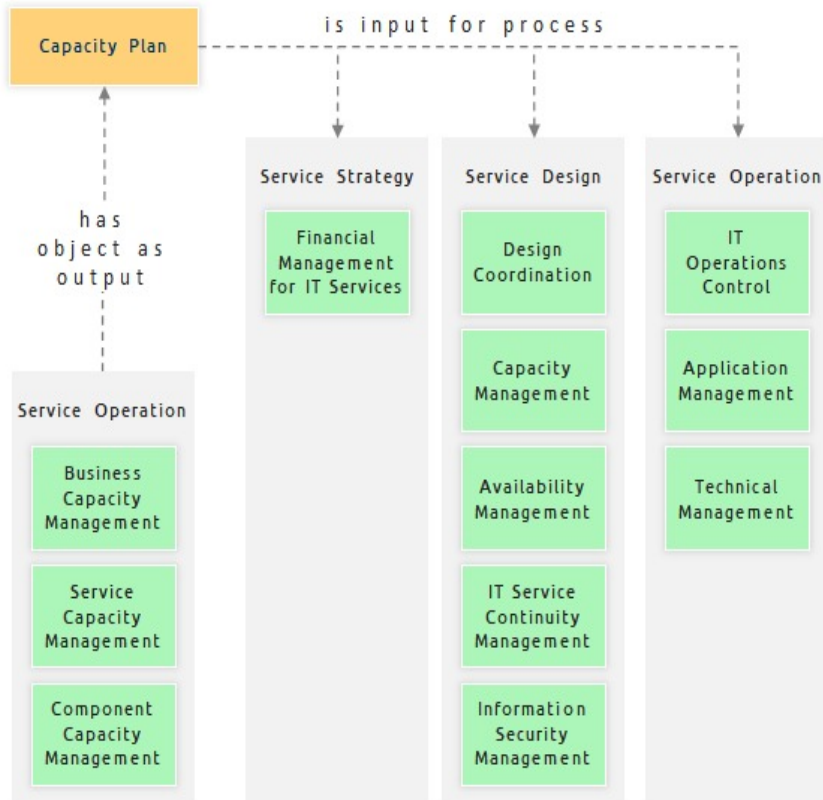 is input for process
Capacity Plan
has
object as
output
Service Operation
Business
Capacity
Management
Service
Capacity
Management
Component
Capacity
Management
Service Strategy
Financial
Management
for IT Services
Service Design
Design
Coordination
Capacity
Management
Availability
Management
IT Service
Continuity
Management
Information
Security
Management
Service Operation
IT
Operations
Control
Application
Management
Technical
Management